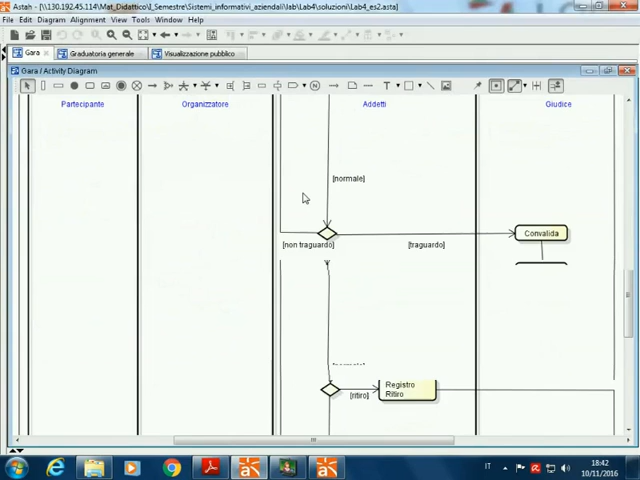 Astah - [\\130.192.45.114\Mat_Didattico\I_Semestre\Sistemi_informativi_aziendali\lab\Lab4\soluzioni\Lab4_es2.asta]
File Edit Diagram Alignment View Tools Window Help
Gara Graduatoria generale Visualizzazione pubblico
Gara / Activity Diagram
Partecipante Organizzatore Addetti Giudice
[normale]
Convalida
[non traguardo] [traguardo]
Registro
Ritiro
[ritiro]
IT 18:42
10/11/2016